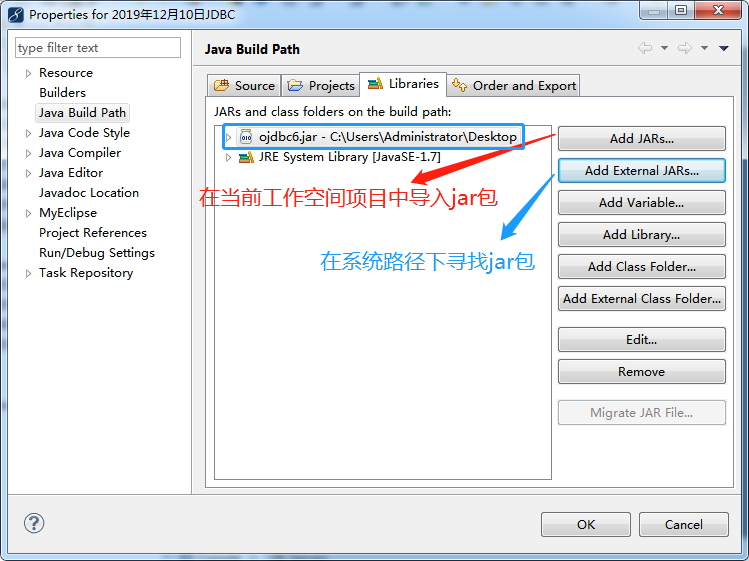 Properties for 2019年12月10日JDBC
type filter text
Resource
Builders
Java Build Path
Java Code Style
Java Compiler
Java Editor
Javadoc Location
MyEclipse
Project References
Run/Debug Settings
Task Repository
Java Build Path
Source Projects Libraries Order and Export
JARs and class folders on the build path:
ojdbc6.jar - C:\Users\Administrator\Desktop
JRE System Library [JavaSE-1.7]
在当前工作空间项目中导入jar包
在系统路径下寻找jar包
Add JARs...
Add External JARs...
Add Variable...
Add Library...
Add Class Folder...
Add External Class Folder...
Edit...
Remove
Migrate JAR File...
OK Cancel